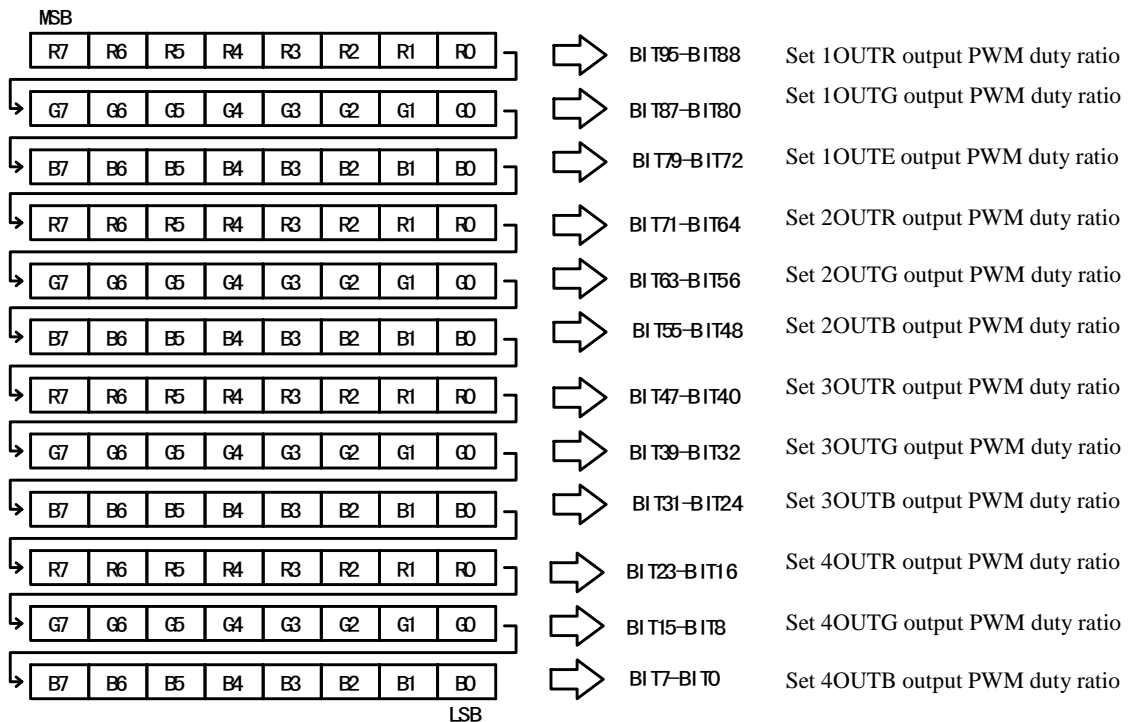 MSB
R7 R6 R5 R4 R3 R2 R1 R0 BIT95-BIT88 Set 1OUTR output PWM duty ratio
G7 G6 G5 G4 G3 G2 G1 G0 BIT87-BIT80 Set 1OUTG output PWM duty ratio
B7 B6 B5 B4 B3 B2 B1 B0 BIT79-BIT72 Set 1OUTE output PWM duty ratio
R7 R6 R5 R4 R3 R2 R1 R0 BIT71-BIT64 Set 2OUTR output PWM duty ratio
G7 G6 G5 G4 G3 G2 G1 G0 BIT63-BIT56 Set 2OUTG output PWM duty ratio
B7 B6 B5 B4 B3 B2 B1 B0 BIT55-BIT48 Set 2OUTB output PWM duty ratio
R7 R6 R5 R4 R3 R2 R1 R0 BIT47-BIT40 Set 3OUTR output PWM duty ratio
G7 G6 G5 G4 G3 G2 G1 G0 BIT39-BIT32 Set 3OUTG output PWM duty ratio
B7 B6 B5 B4 B3 B2 B1 B0 BIT31-BIT24 Set 3OUTB output PWM duty ratio
R7 R6 R5 R4 R3 R2 R1 R0 BIT23-BIT16 Set 4OUTR output PWM duty ratio
G7 G6 G5 G4 G3 G2 G1 G0 BIT15-BIT8 Set 4OUTG output PWM duty ratio
B7 B6 B5 B4 B3 B2 B1 B0 BIT7-BIT0 Set 4OUTB output PWM duty ratio
LSB